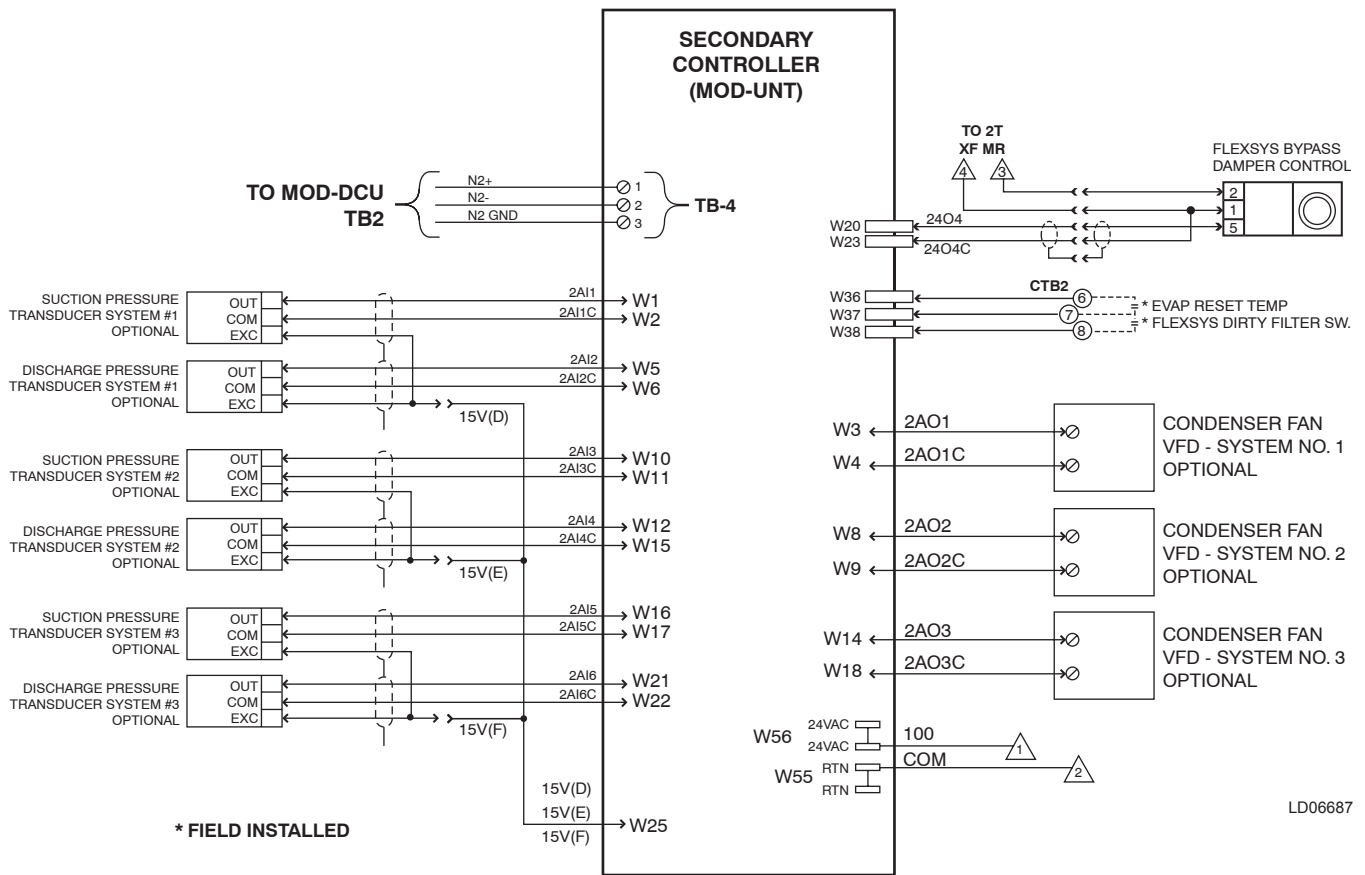 SECONDARY
CONTROLLER
(MOD-UNT)
TO MOD-DCU
TB2
N2+
N2-
N2 GND
1
2
3
TB-4
TO 2T
XF MR
4
3
FLEXSYS BYPASS
DAMPER CONTROL
2
1
5
W20
W23
24O4
24O4C
W36
W37
W38
CTB2
6
7
8
* EVAP RESET TEMP
* FLEXSYS DIRTY FILTER SW.
SUCTION PRESSURE
TRANSDUCER SYSTEM #1
OPTIONAL
OUT
COM
EXC
2AI1
2AI1C
W1
W2
DISCHARGE PRESSURE
TRANSDUCER SYSTEM #1
OPTIONAL
OUT
COM
EXC
2AI2
2AI2C
W5
W6
15V(D)
SUCTION PRESSURE
TRANSDUCER SYSTEM #2
OPTIONAL
OUT
COM
EXC
2AI3
2AI3C
W10
W11
DISCHARGE PRESSURE
TRANSDUCER SYSTEM #2
OPTIONAL
OUT
COM
EXC
2AI4
2AI4C
W12
W15
15V(E)
SUCTION PRESSURE
TRANSDUCER SYSTEM #3
OPTIONAL
OUT
COM
EXC
2AI5
2AI5C
W16
W17
DISCHARGE PRESSURE
TRANSDUCER SYSTEM #3
OPTIONAL
OUT
COM
EXC
2AI6
2AI6C
W21
W22
15V(F)
15V(D)
15V(E)
15V(F)
W25
W3
W4
2AO1
2AO1C
CONDENSER FAN
VFD - SYSTEM NO. 1
OPTIONAL
W8
W9
2AO2
2AO2C
CONDENSER FAN
VFD - SYSTEM NO. 2
OPTIONAL
W14
W18
2AO3
2AO3C
CONDENSER FAN
VFD - SYSTEM NO. 3
OPTIONAL
W56
24VAC
24VAC
100
1
W55
RTN
RTN
COM
2
* FIELD INSTALLED
LD06687